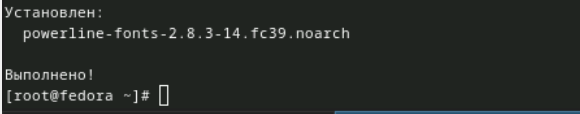 Установлен:
powerline-fonts-2.8.3-14.fc39.noarch
Выполнено!
[root@fedora ~]#